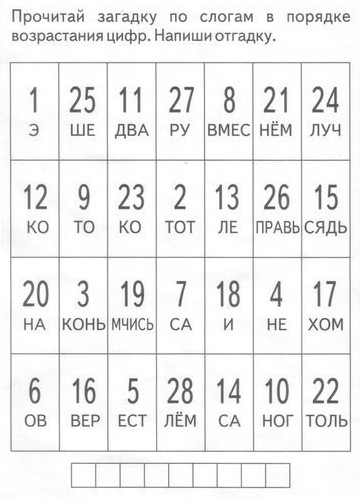 Прочитай загадку по слогам в порядке
возрастания цифр. Напиши отгадку.
1 25 11 27 8 21 24
Э ШЕ ДВА РУ ВМЕС НЁМ ЛУЧ
12 9 23 2 13 26 15
КО ТО КО ТОТ ЛЕ ПРАВЬ СЯДЬ
20 3 19 7 18 4 17
НА КОНЬ МЧИСЬ СА И НЕ ХОМ
6 16 5 28 14 10 22
ОВ ВЕР ЕСТ ЛЁМ СА НОГ ТОЛЬ